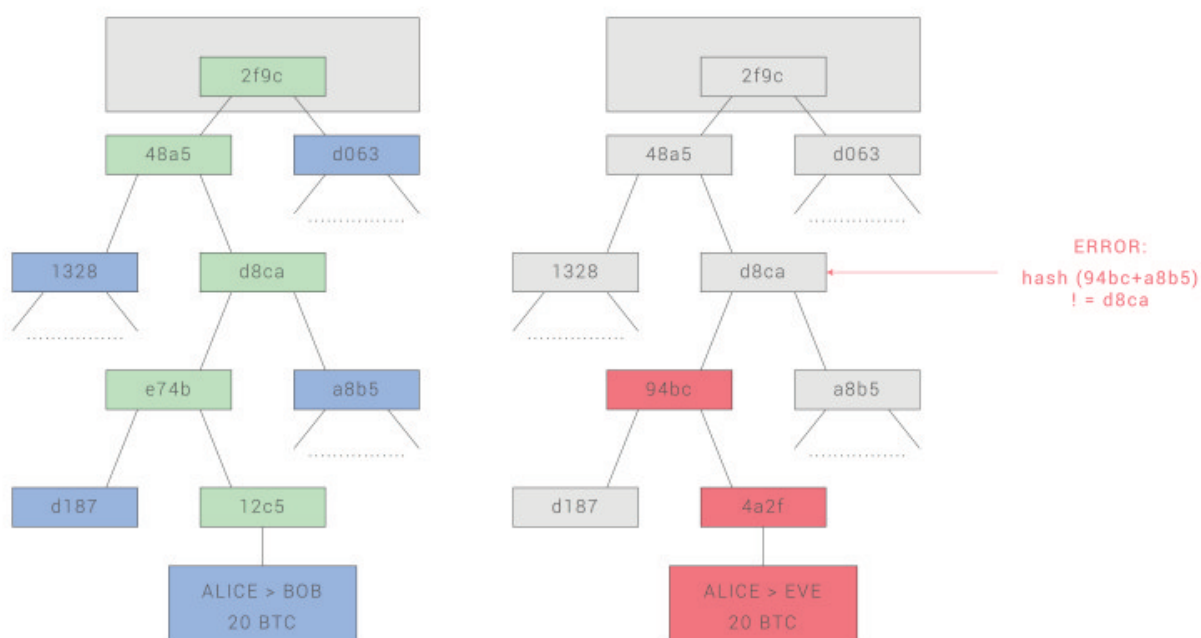 2f9c
2f9c
48a5
d063
48a5
d063
1328
d8ca
1328
d8ca
ERROR:
hash (94bc+a8b5)
! = d8ca
e74b
a8b5
94bc
a8b5
d187
12c5
d187
4a2f
ALICE > BOB
20 BTC
ALICE > EVE
20 BTC